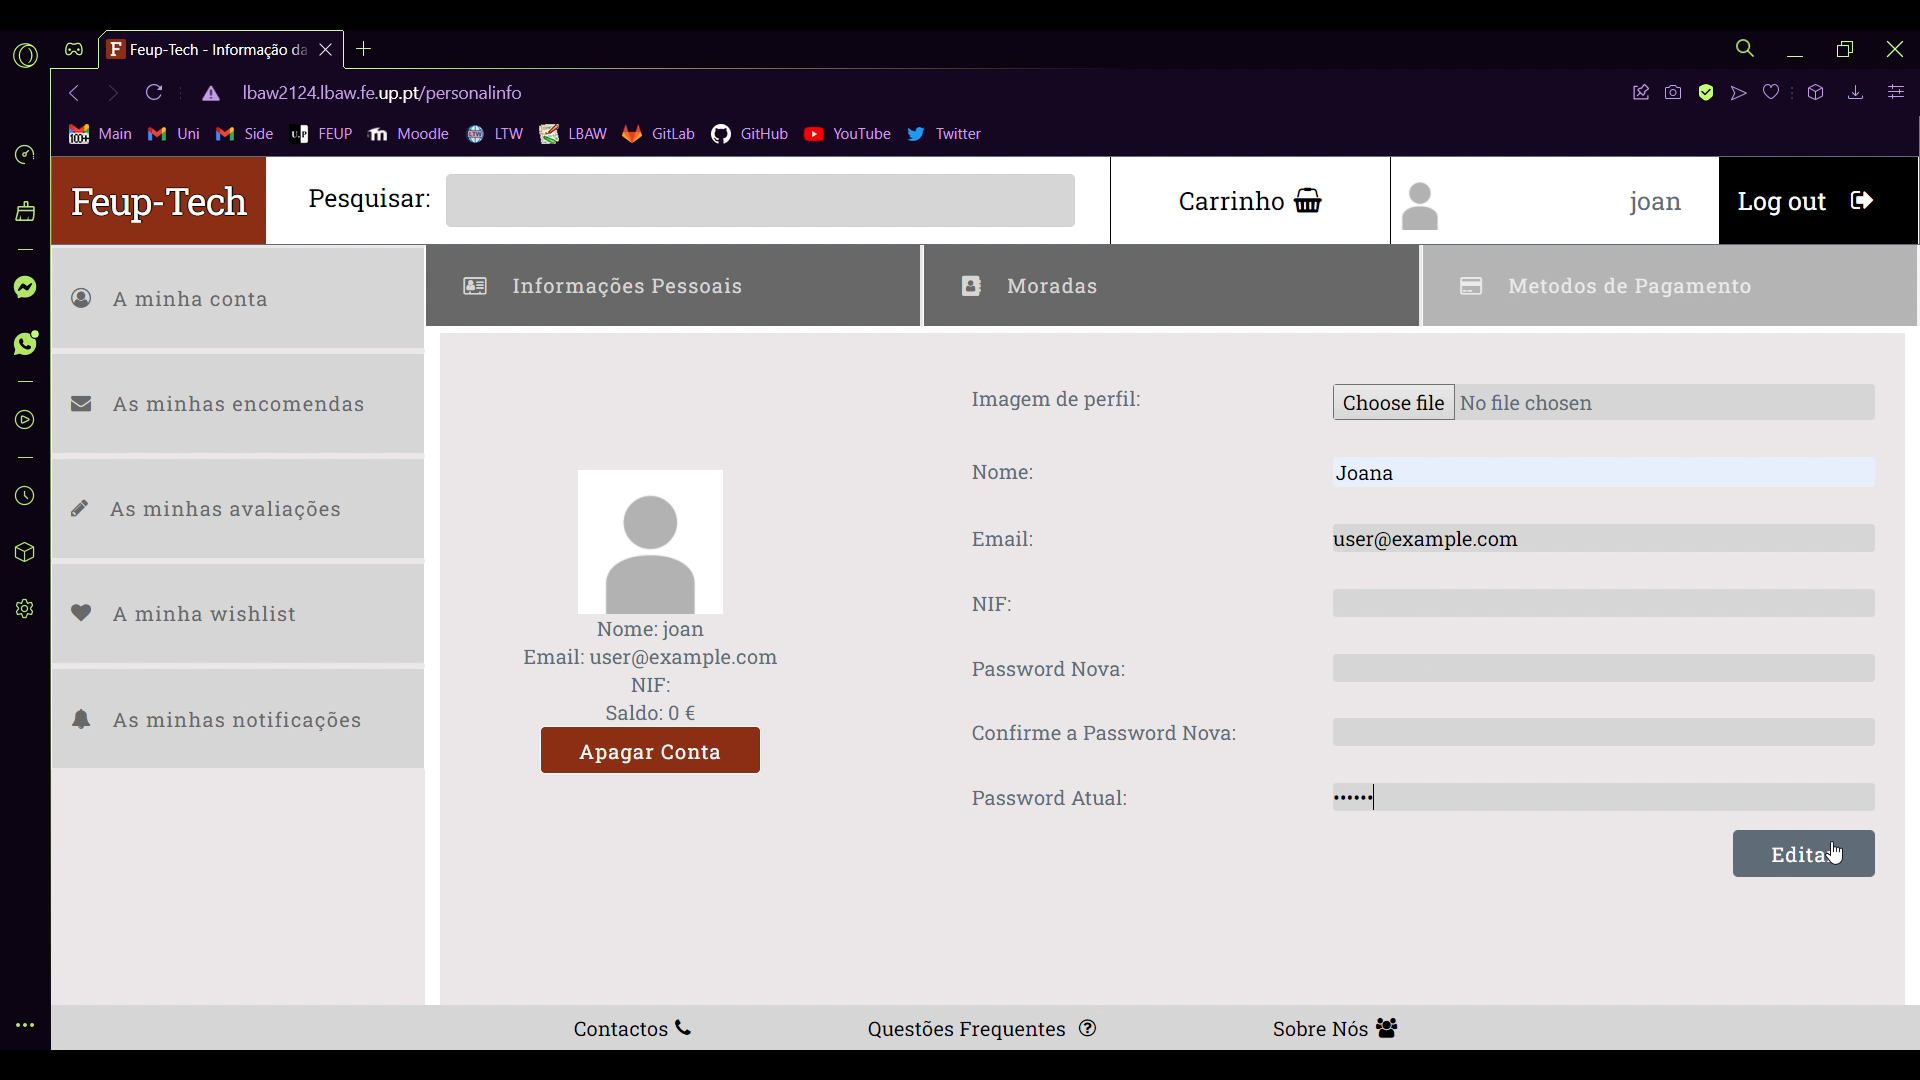 Feup-Tech - Informação da
lbaw2124.lbaw.fe.up.pt/personalinfo
Main Uni Side FEUP Moodle LTW LBAW GitLab GitHub YouTube Twitter
Feup-Tech
Pesquisar:
Carrinho
joan
Log out
A minha conta
As minhas encomendas
As minhas avaliações
A minha wishlist
As minhas notificações
Informações Pessoais
Moradas
Metodos de Pagamento
Nome: joan
Email: user@example.com
NIF:
Saldo: 0 €
Apagar Conta
Imagem de perfil: Choose file No file chosen
Nome: Joana
Email: user@example.com
NIF:
Password Nova:
Confirme a Password Nova:
Password Atual: ••••••
Contactos
Questões Frequentes
Sobre Nós